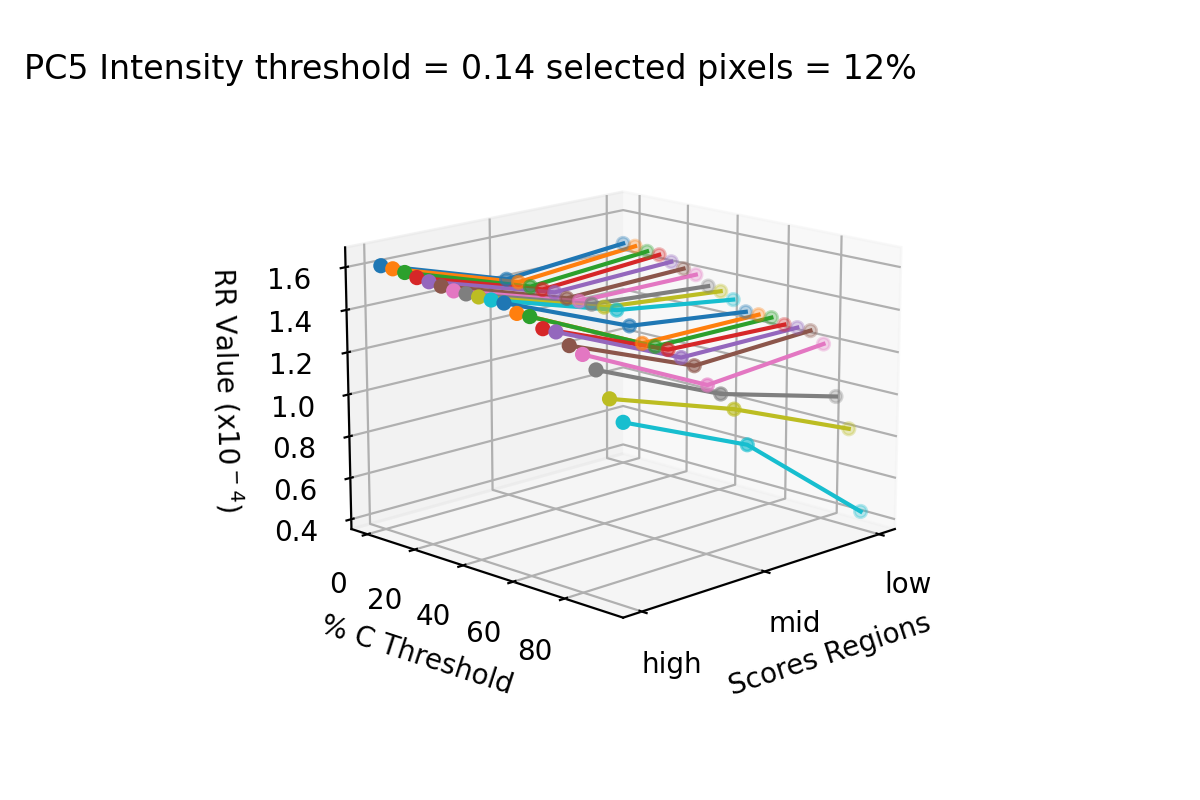 PC5 Intensity threshold = 0.14 selected pixels = 12%
RR Value (x10⁻⁴)
1.6
1.4
1.2
1.0
0.8
0.6
0.4
0
20
40
60
80
% C Threshold
high
mid
low
Scores Regions